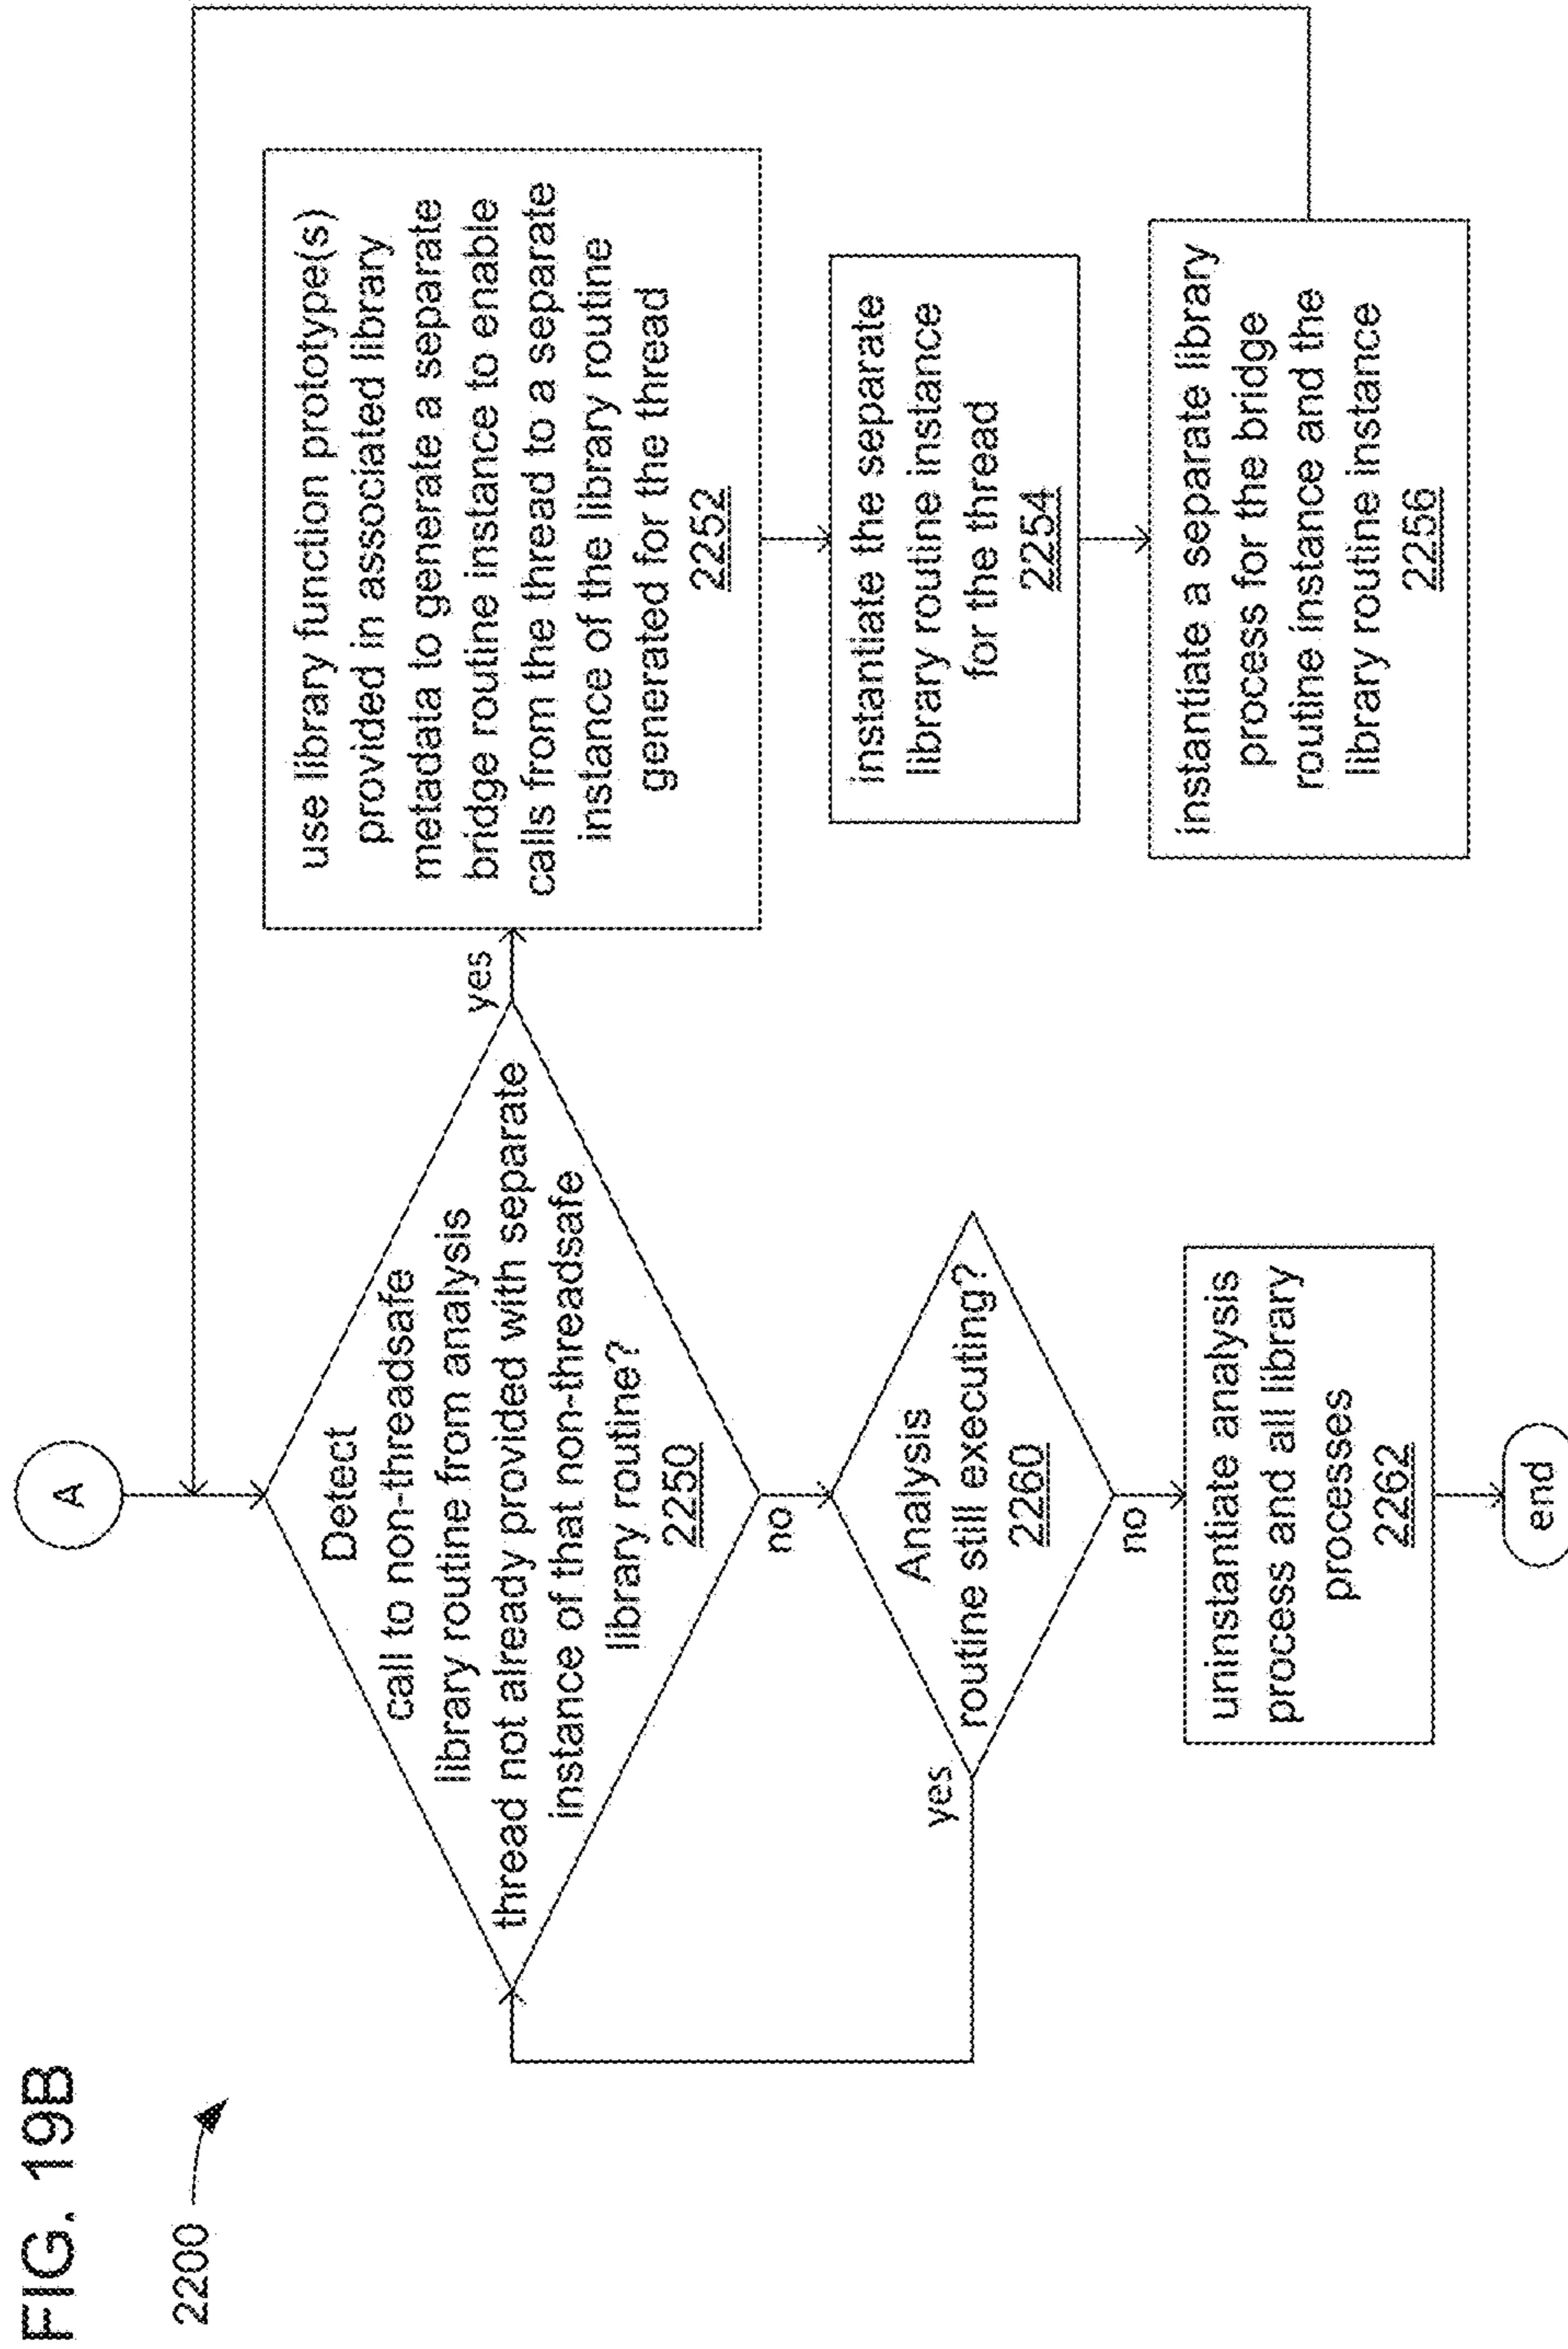 FIG. 19B
2200
A
Detect
call to non-threadsafe
library routine from analysis
thread not already provided with separate
instance of that non-threadsafe
library routine?
2250
yes
use library function prototype(s)
provided in associated library
metadata to generate a separate
bridge routine instance to enable
calls from the thread to a separate
instance of the library routine
generated for the thread
2252
instantiate the separate
library routine instance
for the thread
2254
instantiate a separate library
process for the bridge
routine instance and the
library routine instance
2256
no
Analysis
routine still executing?
2260
yes
no
uninstantiate analysis
process and all library
processes
2262
end